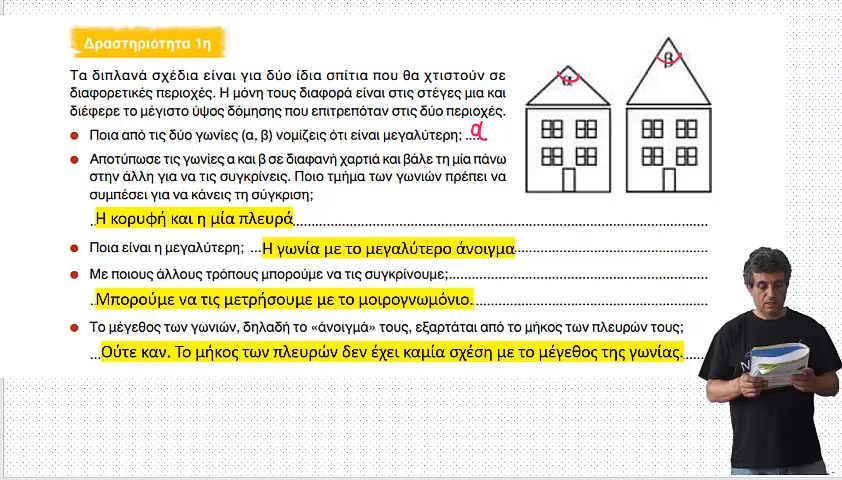 Δραστηριότητα 1η
Τα διπλανά σχέδια είναι για δύο ίδια σπίτια που θα χτιστούν σε
διαφορετικές περιοχές. Η μόνη τους διαφορά είναι στις στέγες μια και
διέφερε το μέγιστο ύψος δόμησης που επιτρεπόταν στις δύο περιοχές.
Ποια από τις δύο γωνίες (α, β) νομίζεις ότι είναι μεγαλύτερη; α
Αποτύπωσε τις γωνίες α και β σε διαφανή χαρτιά και βάλε τη μία πάνω
στην άλλη για να τις συγκρίνεις. Ποιο τμήμα των γωνιών πρέπει να
συμπέσει για να κάνεις τη σύγκριση;
Η κορυφή και η μία πλευρά
Ποια είναι η μεγαλύτερη; Η γωνία με το μεγαλύτερο άνοιγμα
Με ποιους άλλους τρόπους μπορούμε να τις συγκρίνουμε;
Μπορούμε να τις μετρήσουμε με το μοιρογνωμόνιο.
Το μέγεθος των γωνιών, δηλαδή το «άνοιγμά» τους, εξαρτάται από το μήκος των πλευρών τους;
Ούτε καν. Το μήκος των πλευρών δεν έχει καμία σχέση με το μέγεθος της γωνίας.
α
β